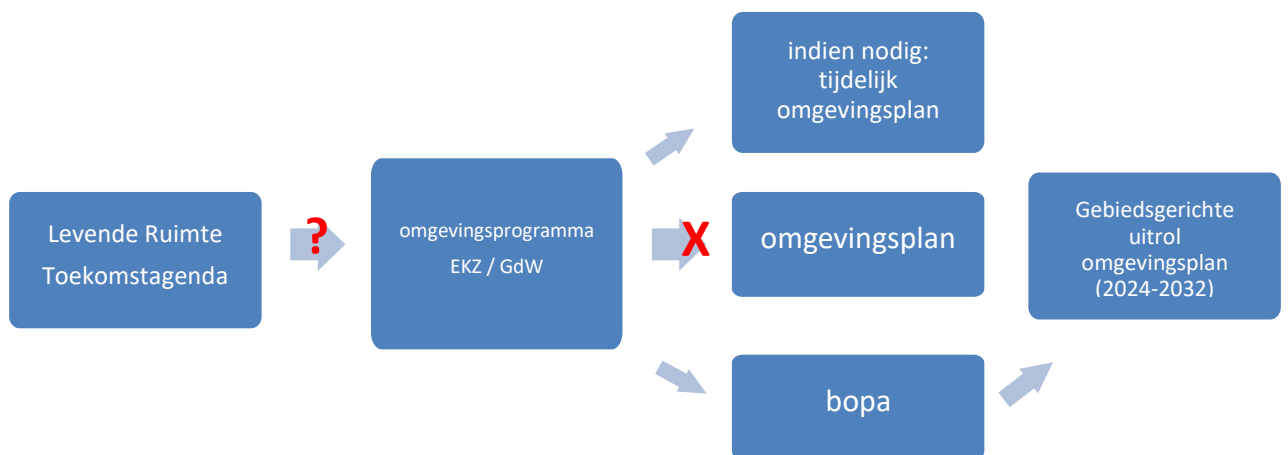 Levende Ruimte
Toekomstagenda
?
omgevingsprogramma
EKZ / GdW
indien nodig:
tijdelijk
omgevingsplan
X
omgevingsplan
bopa
Gebiedsgerichte
uitrol
omgevingsplan
(2024-2032)